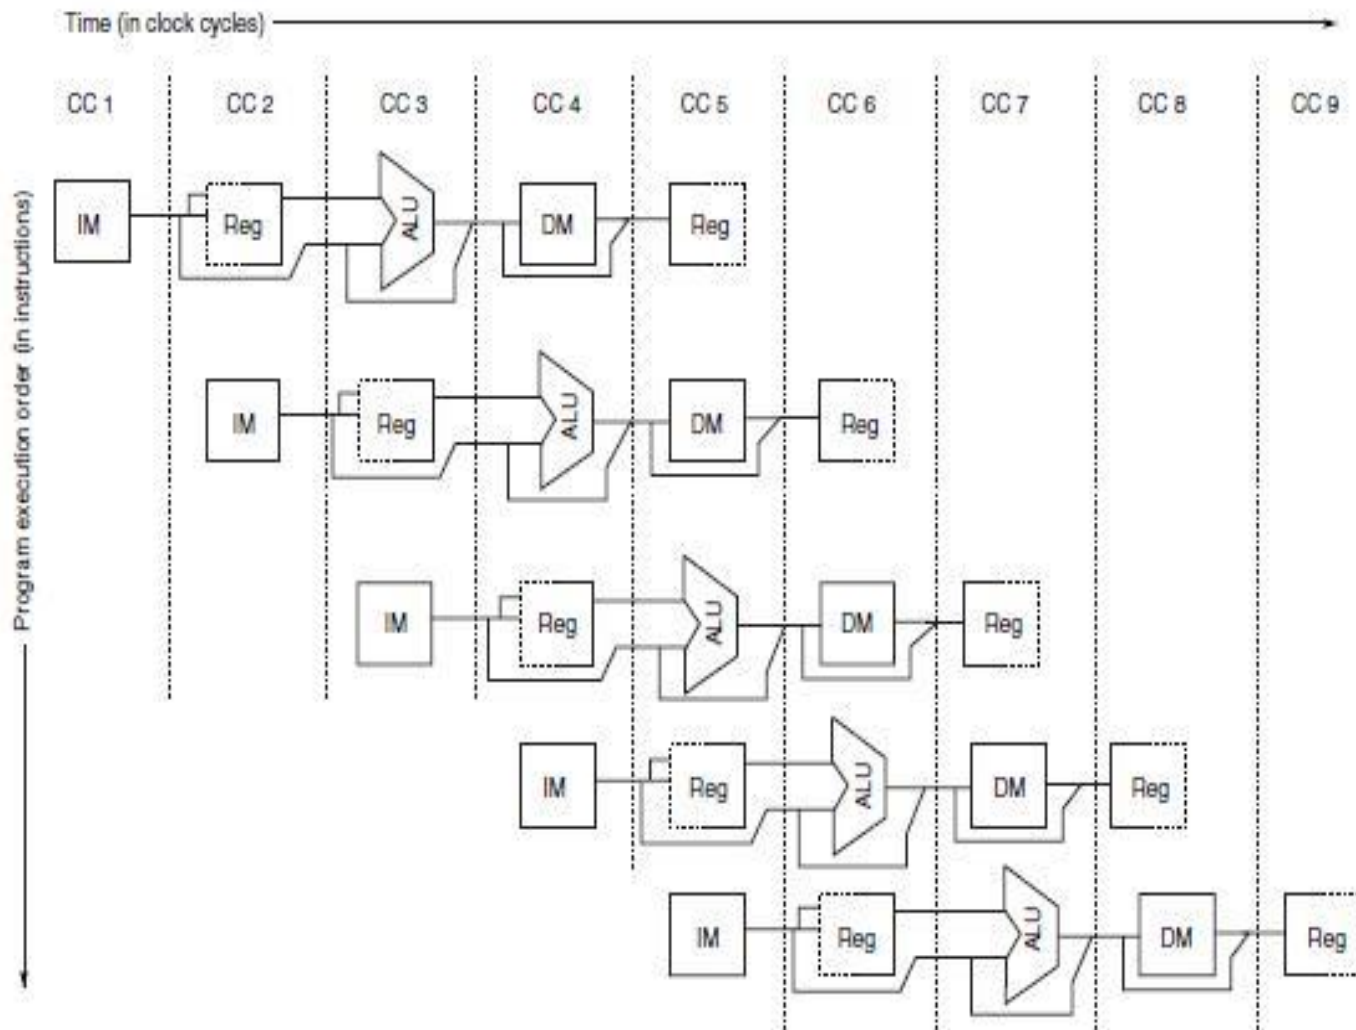 Time (in clock cycles)
CC 1 CC 2 CC 3 CC 4 CC 5 CC 6 CC 7 CC 8 CC 9
Program execution order (in instructions)
IM Reg ALU DM Reg
IM Reg ALU DM Reg
IM Reg ALU DM Reg
IM Reg ALU DM Reg
IM Reg ALU DM Reg